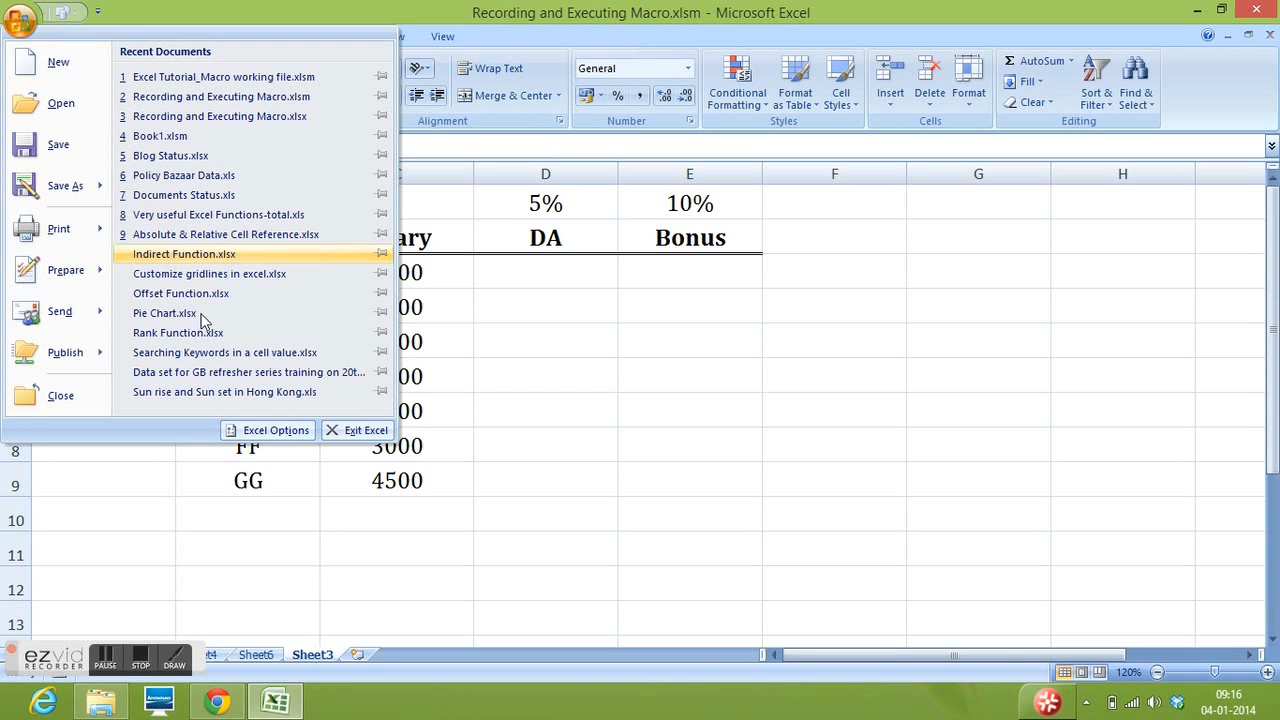 Recording and Executing Macro.xlsm - Microsoft Excel
View
Recent Documents
New
Open
Save
Save As
Print
Prepare
Send
Publish
Close
1 Excel Tutorial_Macro working file.xlsm
2 Recording and Executing Macro.xlsm
3 Recording and Executing Macro.xlsx
4 Book1.xlsm
5 Blog Status.xlsx
6 Policy Bazaar Data.xls
7 Documents Status.xls
8 Very useful Excel Functions-total.xls
9 Absolute & Relative Cell Reference.xlsx
Indirect Function.xlsx
Customize gridlines in excel.xlsx
Offset Function.xlsx
Pie Chart.xlsx
Rank Function.xlsx
Searching Keywords in a cell value.xlsx
Data set for GB refresher series training on 20t...
Sun rise and Sun set in Hong Kong.xls
Excel Options
Exit Excel
Wrap Text
Merge & Center
Alignment
General
% ,
Number
Conditional Formatting
Format as Table
Cell Styles
Styles
Insert
Delete
Format
Cells
AutoSum
Fill
Clear
Sort & Filter
Find & Select
Editing
D E F G H
5% 10%
ary DA Bonus
00
00
00
00
00
8 FF 3000
9 GG 4500
10
11
12
13
Sheet6 Sheet3
120%
ezvid
RECORDER
PAUSE
STOP
DRAW
lenovo
09:16
04-01-2014